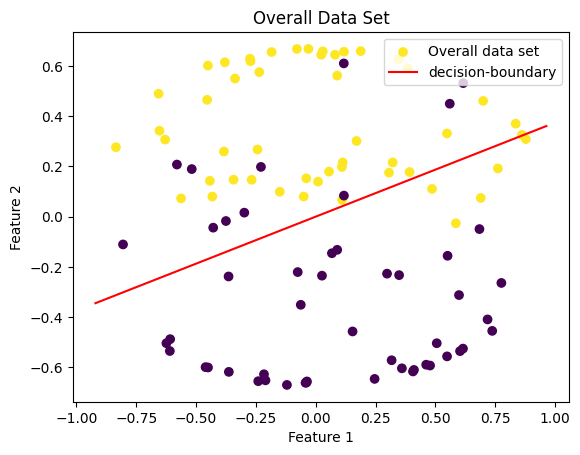 Overall Data Set
Overall data set
decision-boundary
0.6
0.4
0.2
0.0
−0.2
−0.4
−0.6
Feature 2
−1.00 −0.75 −0.50 −0.25 0.00 0.25 0.50 0.75 1.00
Feature 1